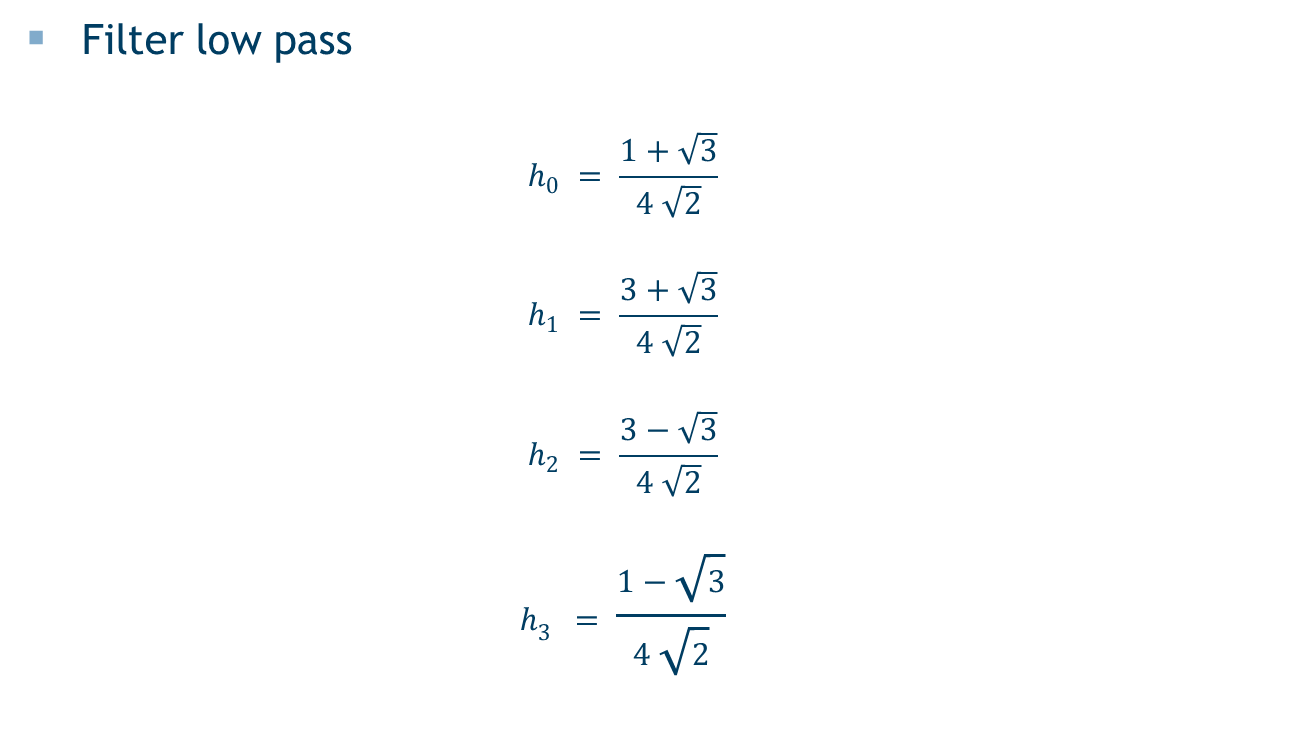 ▪ Filter low pass
h₀ = (1 + √3) / (4 √2)
h₁ = (3 + √3) / (4 √2)
h₂ = (3 − √3) / (4 √2)
h₃ = (1 − √3) / (4 √2)